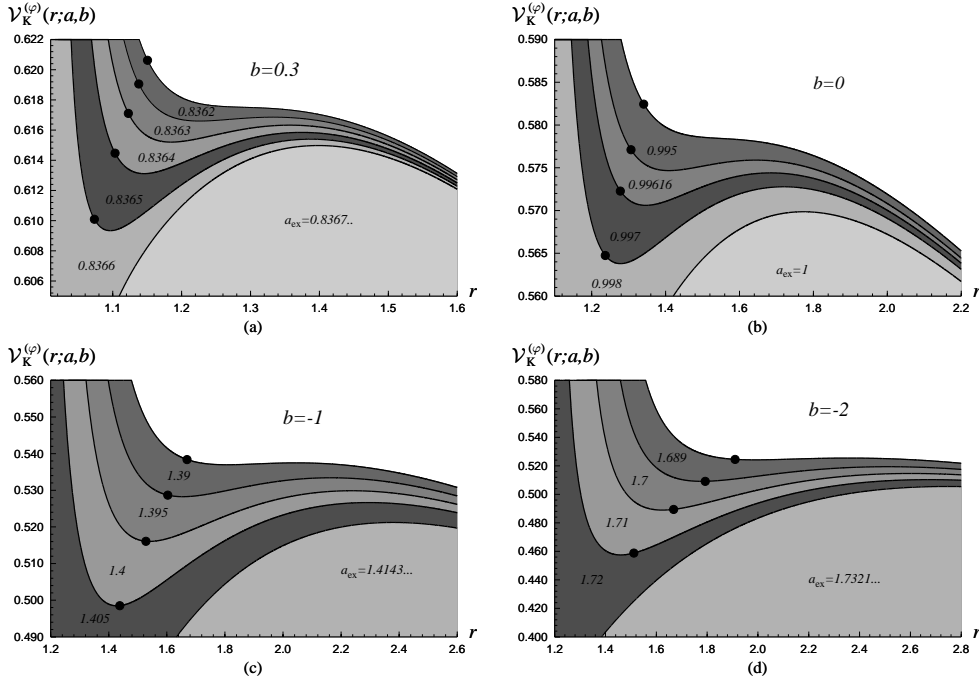 𝒱_K^(φ)(r;a,b)
0.622
0.620
0.618
0.616
0.614
0.612
0.610
0.608
0.606
b=0.3
0.8362
0.8363
0.8364
0.8365
0.8366
a_ex=0.8367..
1.1 1.2 1.3 1.4 1.5 1.6
r
(a)
𝒱_K^(φ)(r;a,b)
0.590
0.585
0.580
0.575
0.570
0.565
0.560
b=0
0.995
0.99616
0.997
0.998
a_ex=1
1.2 1.4 1.6 1.8 2.0 2.2
r
(b)
𝒱_K^(φ)(r;a,b)
0.560
0.550
0.540
0.530
0.520
0.510
0.500
0.490
b=-1
1.39
1.395
1.4
1.405
a_ex=1.4143...
1.2 1.4 1.6 1.8 2.0 2.2 2.4 2.6
r
(c)
𝒱_K^(φ)(r;a,b)
0.580
0.560
0.540
0.520
0.500
0.480
0.460
0.440
0.420
0.400
b=-2
1.689
1.7
1.71
1.72
a_ex=1.7321...
1.2 1.4 1.6 1.8 2.0 2.2 2.4 2.6 2.8
r
(d)